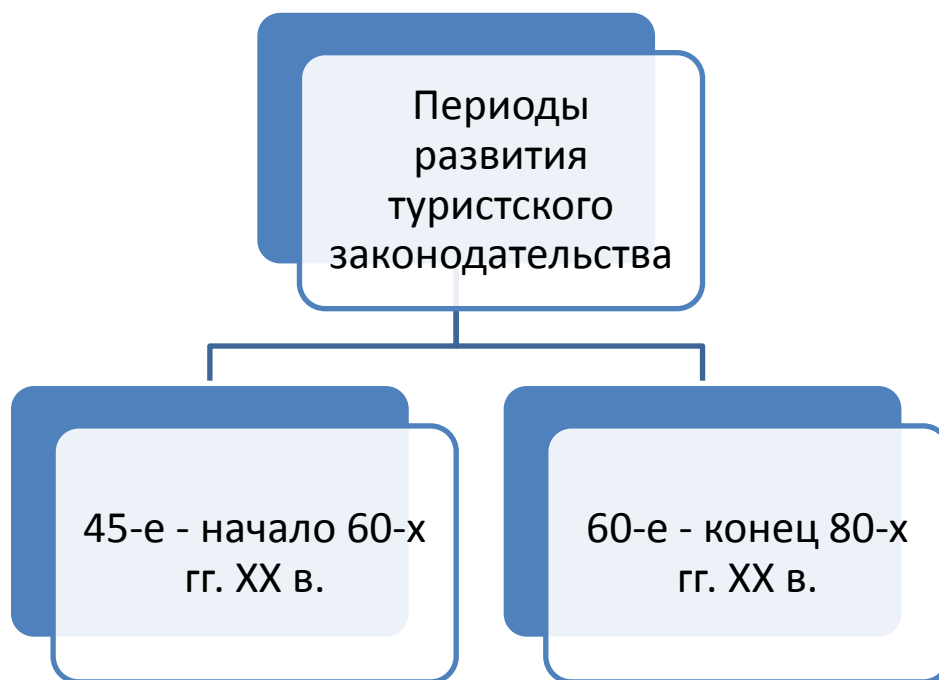 Периоды
развития
туристского
законодательства
45-е - начало 60-х
гг. XX в.
60-е - конец 80-х
гг. XX в.